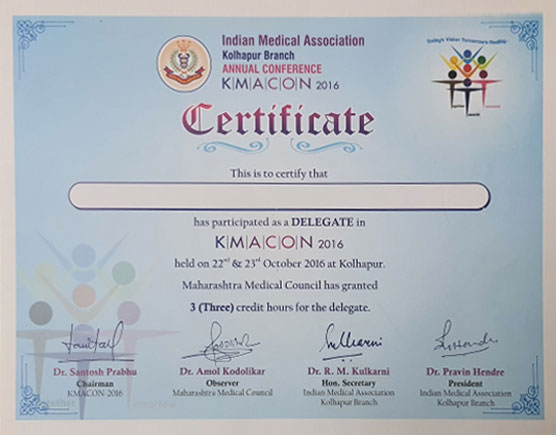 Indian Medical Association
Kolhapur Branch
ANNUAL CONFERENCE
K|M|A|C|O|N 2016
Today's Vision Tomorrow's Reality
Certificate
This is to certify that
has participated as a DELEGATE in
K|M|A|C|O|N 2016
held on 22nd & 23rd October 2016 at Kolhapur.
Maharashtra Medical Council has granted
3 (Three) credit hours for the delegate.
Dr. Santosh Prabhu
Chairman
KMACON-2016
Dr. Amol Kodolikar
Observer
Maharashtra Medical Council
Dr. R. M. Kulkarni
Hon. Secretary
Indian Medical Association
Kolhapur Branch
Dr. Pravin Hendre
President
Indian Medical Association
Kolhapur Branch